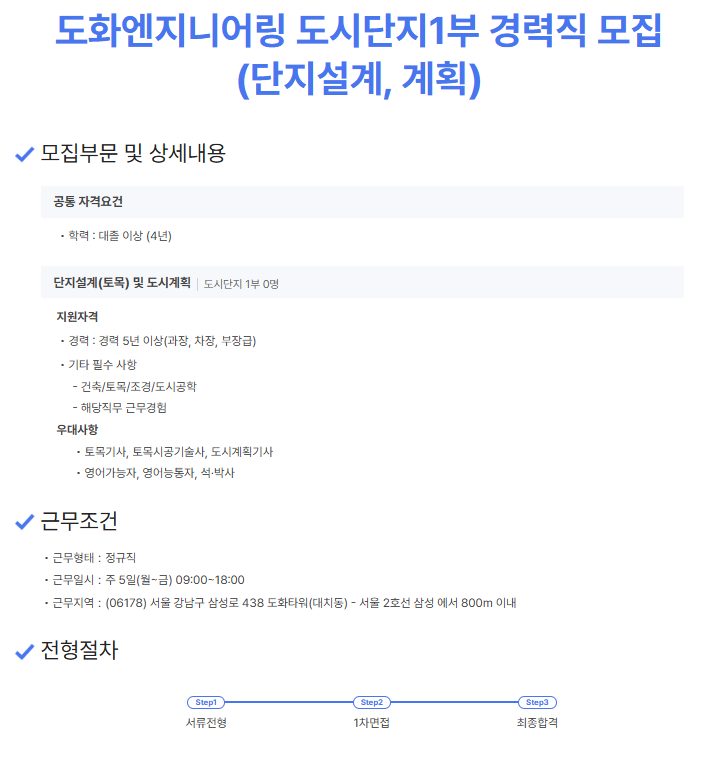 도화엔지니어링 도시단지1부 경력직 모집
(단지설계, 계획)
모집부문 및 상세내용
공통 자격요건
• 학력 : 대졸 이상 (4년)
단지설계(토목) 및 도시계획 | 도시단지 1부 0명
지원자격
• 경력 : 경력 5년 이상(과장, 차장, 부장급)
• 기타 필수 사항
- 건축/토목/조경/도시공학
- 해당직무 근무경험
우대사항
• 토목기사, 토목시공기술사, 도시계획기사
• 영어가능자, 영어능통자, 석·박사
근무조건
• 근무형태 : 정규직
• 근무일시 : 주 5일(월~금) 09:00~18:00
• 근무지역 : (06178) 서울 강남구 삼성로 438 도화타워(대치동) - 서울 2호선 삼성 에서 800m 이내
전형절차
Step1 Step2 Step3
서류전형 1차면접 최종합격